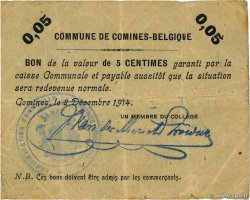 0,05 0,05
COMMUNE DE COMINES-BELGIQUE
BON de la valeur de 5 CENTIMES garanti par la
caisse Communale et payable aussitôt que la situation
sera redevenue normale.
Comines, le 8 Décembre 1914.
UN MEMBRE DU COLLÈGE
N.B. Ces bons doivent être admis par les commerçants.